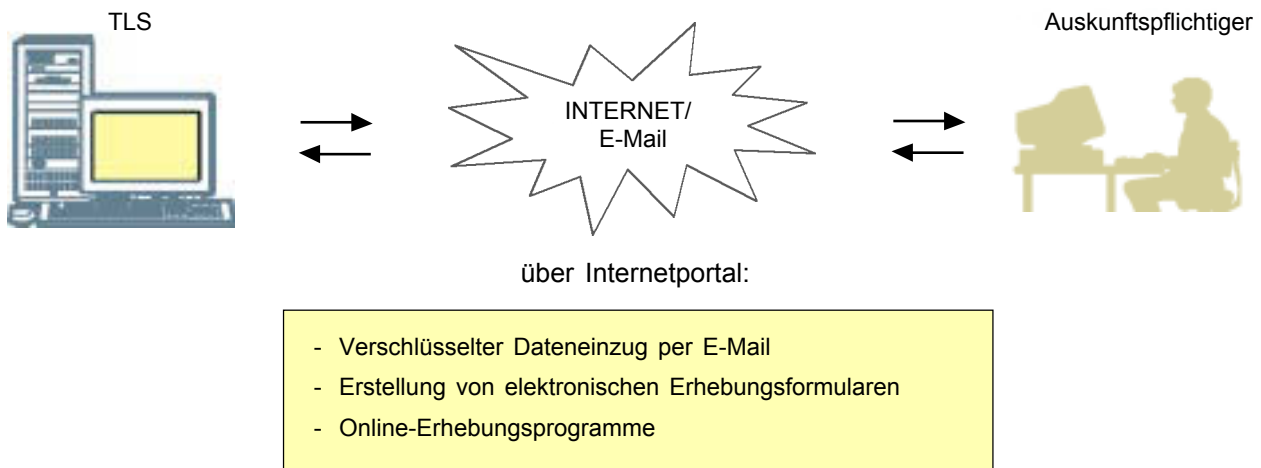 TLS
Auskunftspflichtiger
INTERNET/
E-Mail
über Internetportal:
- Verschlüsselter Dateneinzug per E-Mail
- Erstellung von elektronischen Erhebungsformularen
- Online-Erhebungsprogramme